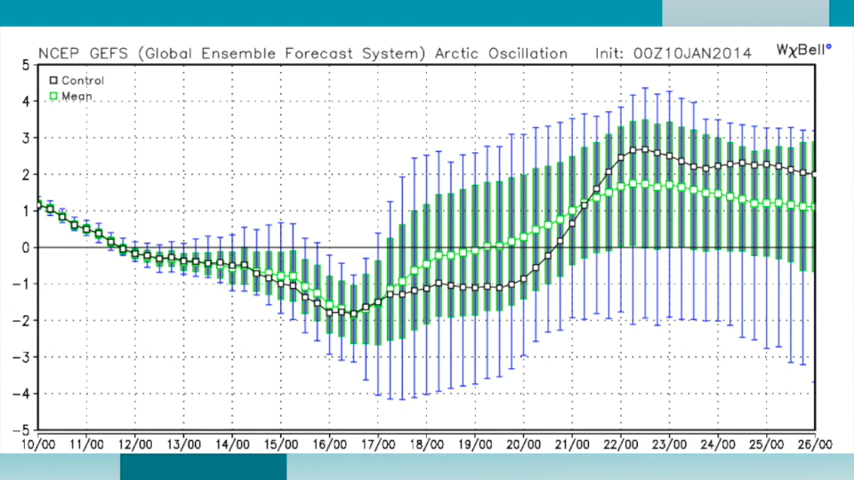 NCEP GEFS (Global Ensemble Forecast System) Arctic Oscillation Init: 00Z10JAN2014 WχBell°
Control
Mean
5
4
3
2
1
0
−1
−2
−3
−4
−5
10/00 11/00 12/00 13/00 14/00 15/00 16/00 17/00 18/00 19/00 20/00 21/00 22/00 23/00 24/00 25/00 26/00